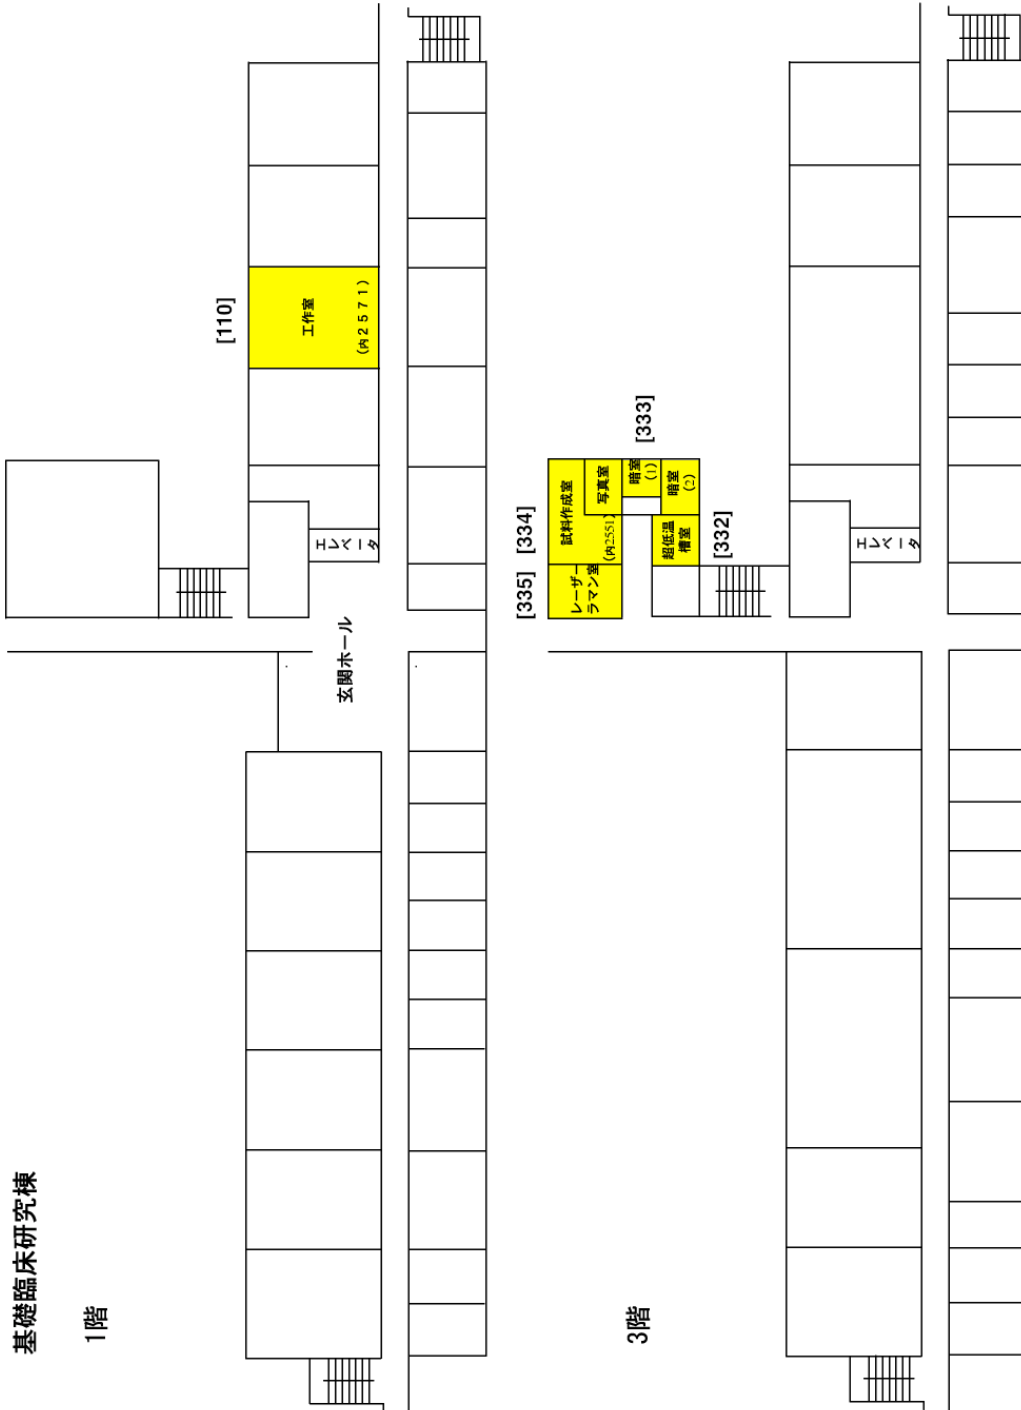 基礎臨床研究棟
1階
[110]
工作室
(内2571)
エレベータ
玄関ホール
3階
[335]
[334]
[333]
[332]
試料作成室
写真室
(内2551)
暗室
(1)
暗室
(2)
超低温
槽室
レーザー
ラマン室
エレベータ